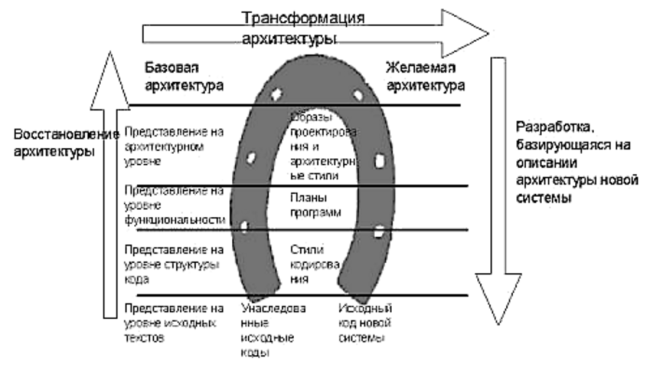 Трансформация
архитектуры
Базовая
архитектура
Желаемая
архитектура
Восстановление
архитектуры
Разработка,
базирующаяся на
описании
архитектуры новой
системы
Представление на
архитектурном
уровне
Образы
проектирова
ния и
архитектурн
ые стили
Представление на
уровне
функциональности
Планы
программ
Представление на
уровне структуры
кода
Стили
кодирова
ния
Представление на
уровне исходных
текстов
Унаследова
нные
исходные
коды
Исходный
код новой
системы